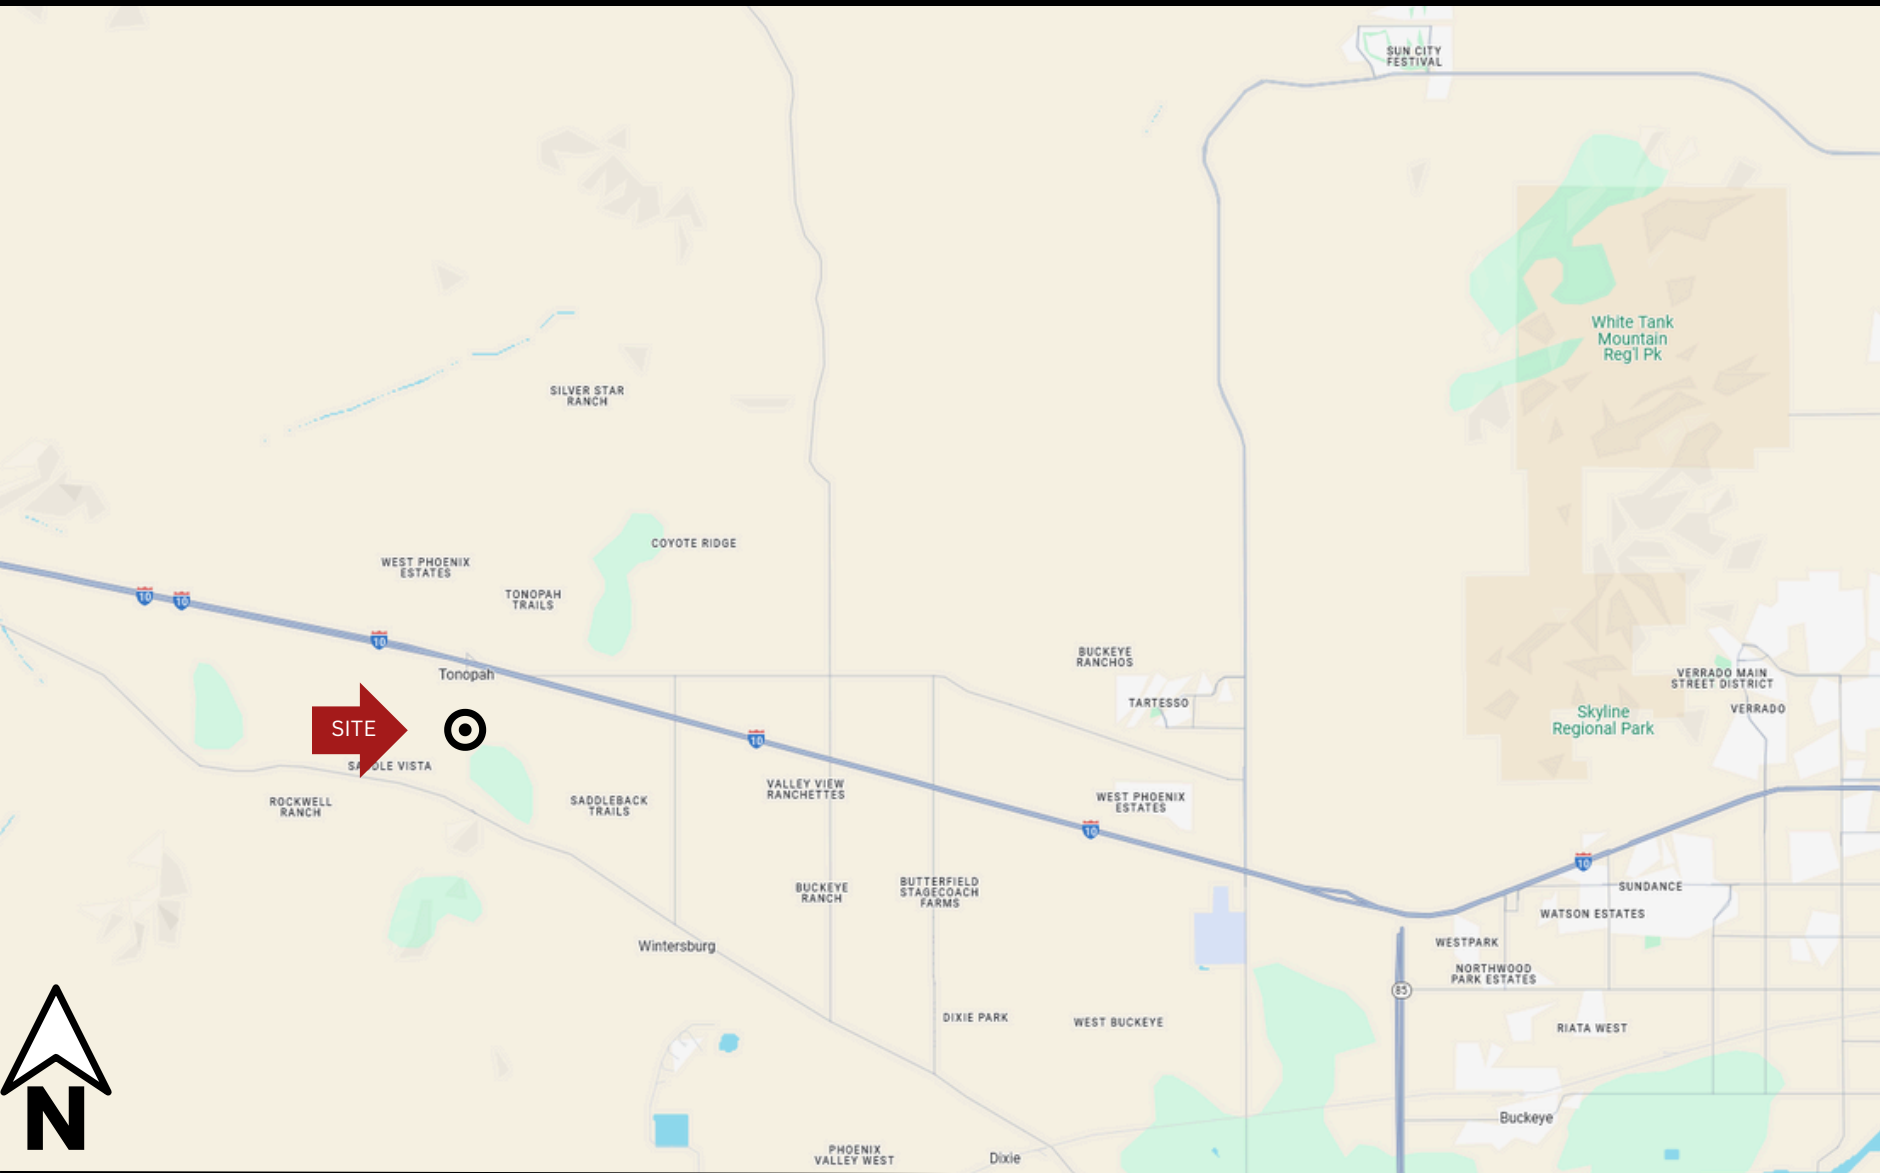 SUN CITY
FESTIVAL
White Tank
Mountain
Reg'l Pk
SILVER STAR
RANCH
COYOTE RIDGE
WEST PHOENIX
ESTATES
TONOPAH
TRAILS
10
10
10
Tonopah
BUCKEYE
RANCHOS
TARTESSO
VERRADO MAIN
STREET DISTRICT
VERRADO
Skyline
Regional Park
SITE
10
VISTA
ROCKWELL
RANCH
SADDLEBACK
TRAILS
VALLEY VIEW
RANCHETTES
WEST PHOENIX
ESTATES
10
10
BUCKEYE
RANCH
BUTTERFIELD
STAGECOACH
FARMS
SUNDANCE
WATSON ESTATES
Wintersburg
WESTPARK
NORTHWOOD
PARK ESTATES
85
DIXIE PARK
WEST BUCKEYE
RIATA WEST
N
Buckeye
PHOENIX
VALLEY WEST
Dixie